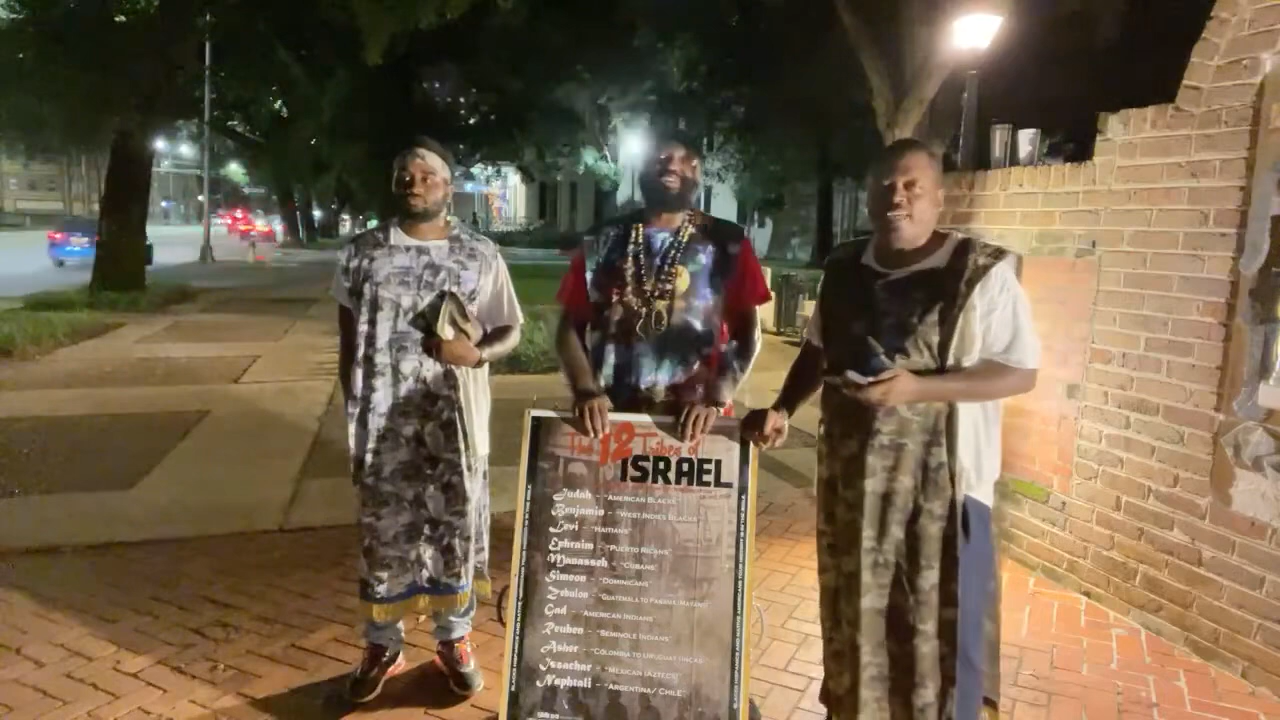 The 12 Tribes of
ISRAEL
Judah - "AMERICAN BLACKS"
Benjamin - "WEST INDIES BLACKS"
Levi - "HAITIANS"
Ephraim - "PUERTO RICANS"
Manasseh - "CUBANS"
Simeon - "DOMINICANS"
Zebulon - "GUATEMALA TO PANAMA (MAYANS)"
Gad - "AMERICAN INDIANS"
Reuben - "SEMINOLE INDIANS"
Asher - "COLOMBIA TO URUGUAY (INCAS)"
Issachar - "MEXICAN (AZTECS)"
Naphtali - "ARGENTINA/ CHILE"